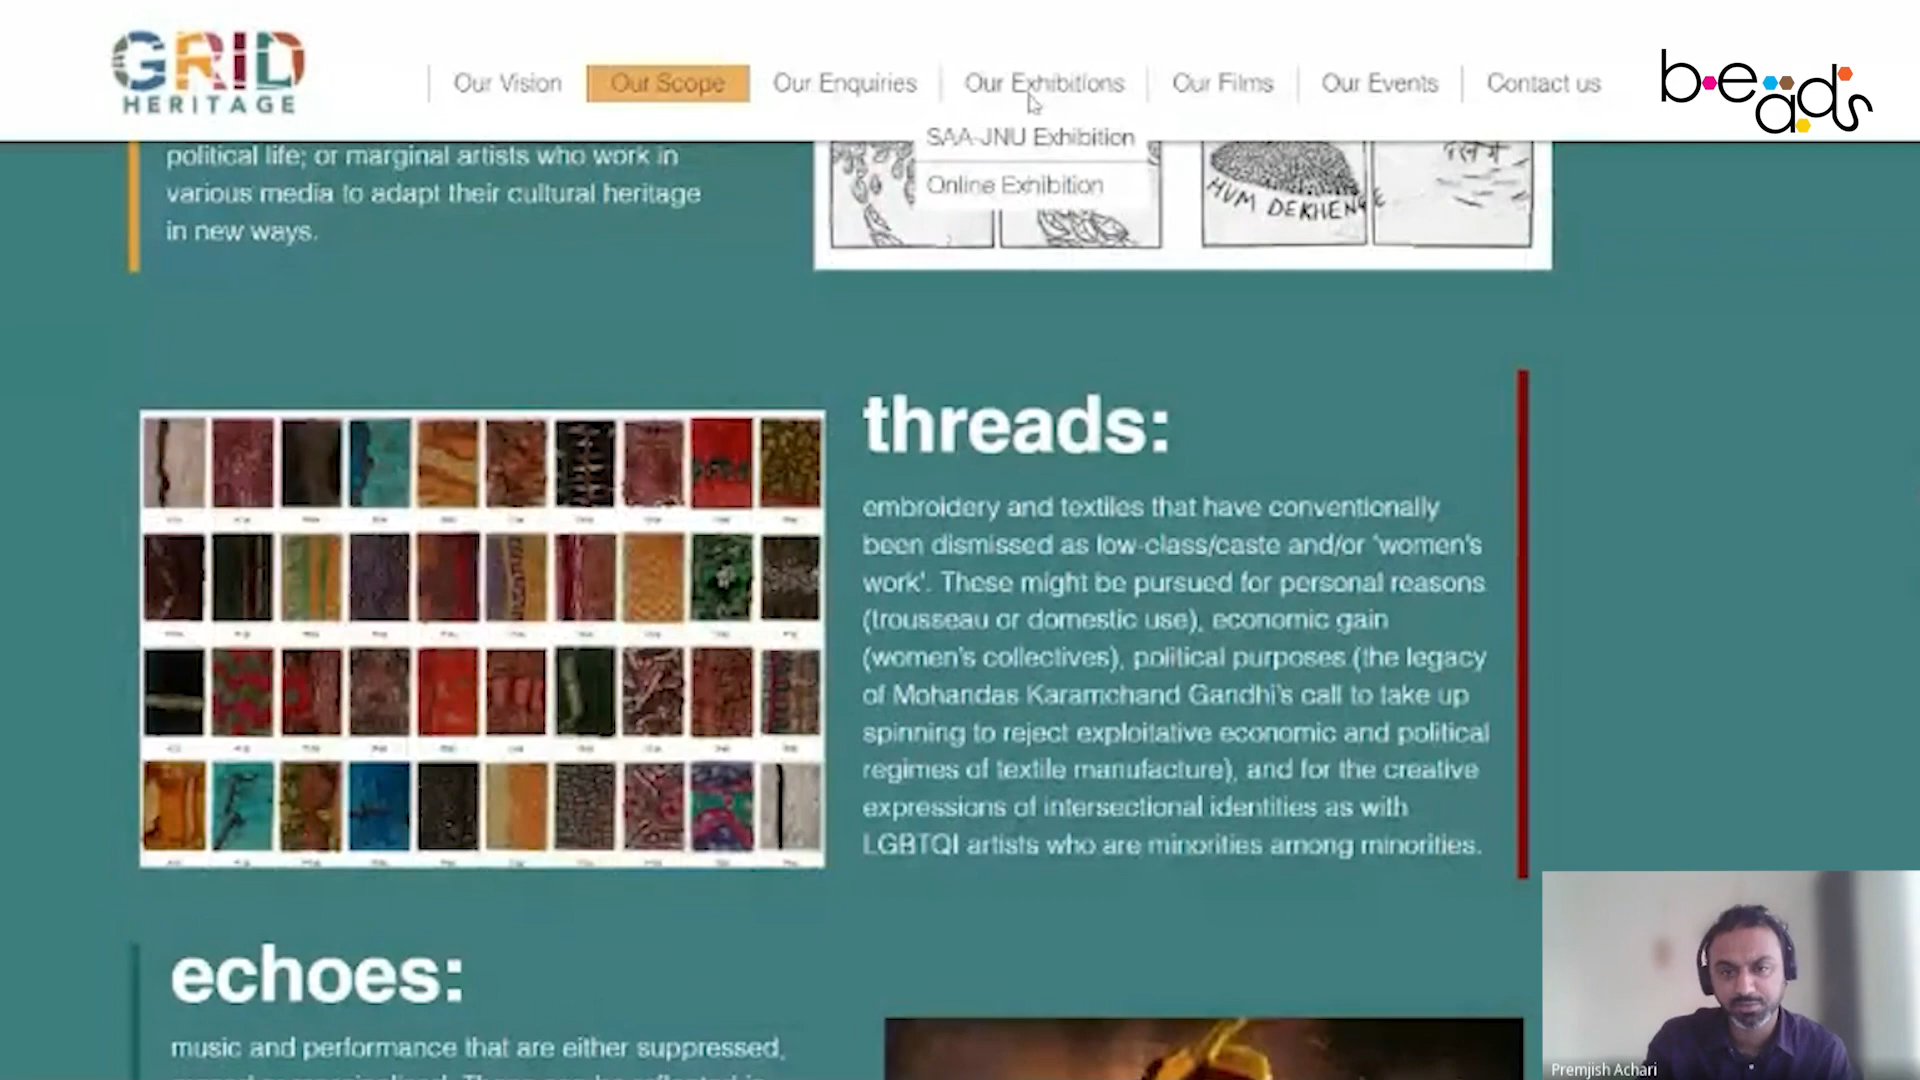 GRID
HERITAGE
Our Vision
Our Scope
Our Enquiries
Our Exhibitions
Our Films
Our Events
Contact us
beads
SAA-JNU Exhibition
Online Exhibition
political life; or marginal artists who work in
various media to adapt their cultural heritage
in new ways.
HUM DEKHENGE
threads:
embroidery and textiles that have conventionally
been dismissed as low-class/caste and/or 'women's
work'. These might be pursued for personal reasons
(trousseau or domestic use), economic gain
(women's collectives), political purposes (the legacy
of Mohandas Karamchand Gandhi's call to take up
spinning to reject exploitative economic and political
regimes of textile manufacture), and for the creative
expressions of intersectional identities as with
LGBTQI artists who are minorities among minorities.
echoes:
music and performance that are either suppressed,
Premjish Achari